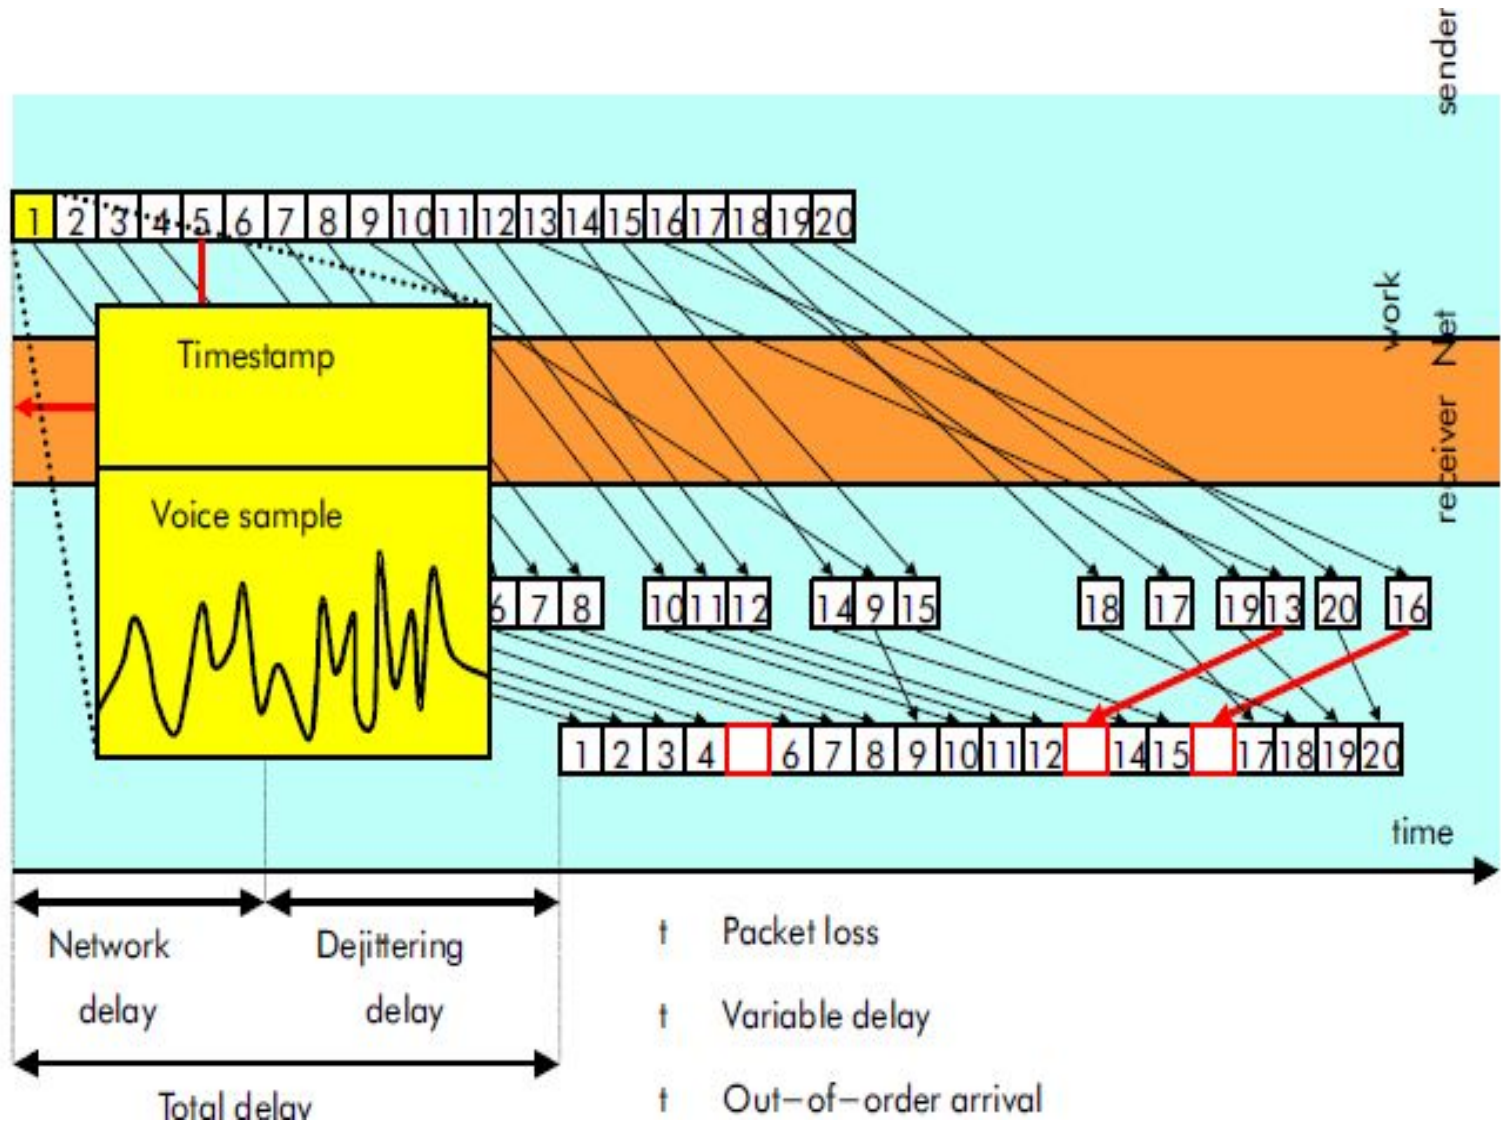 sender
1 2 3 4 5 6 7 8 9 10 11 12 13 14 15 16 17 18 19 20
work
Net
Timestamp
receiver
Voice sample
6 7 8 10 11 12 14 9 15 18 17 19 13 20 16
1 2 3 4 6 7 8 9 10 11 12 14 15 17 18 19 20
time
Network
delay
Dejittering
delay
Total delay
t Packet loss
t Variable delay
t Out-of-order arrival